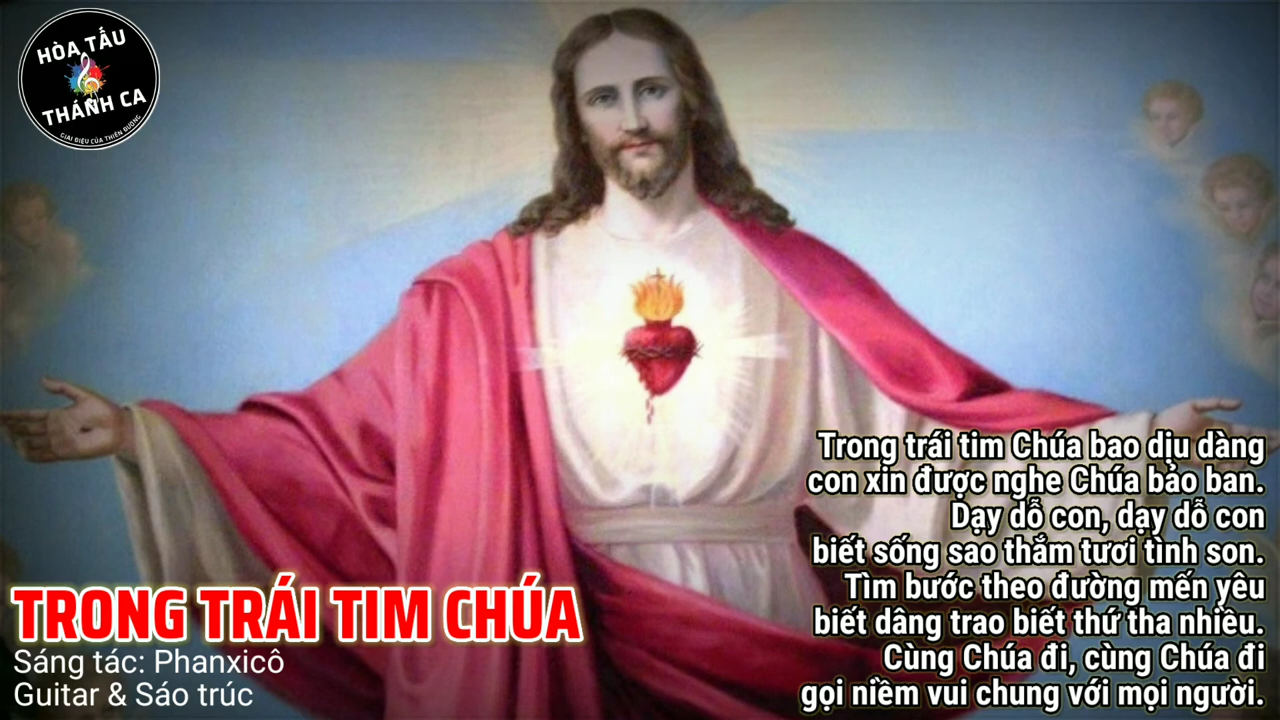 HÒA TẤU
THÁNH CA
GIAI ĐIỆU CỦA THIÊN ĐƯỜNG
Trong trái tim Chúa bao dịu dàng
con xin được nghe Chúa bảo ban.
Dạy dỗ con, dạy dỗ con
biết sống sao thắm tươi tình son.
Tìm bước theo đường mến yêu
biết dâng trao biết thứ tha nhiều.
Cùng Chúa đi, cùng Chúa đi
gọi niềm vui chung với mọi người.
TRONG TRÁI TIM CHÚA
Sáng tác: Phanxicô
Guitar & Sáo trúc